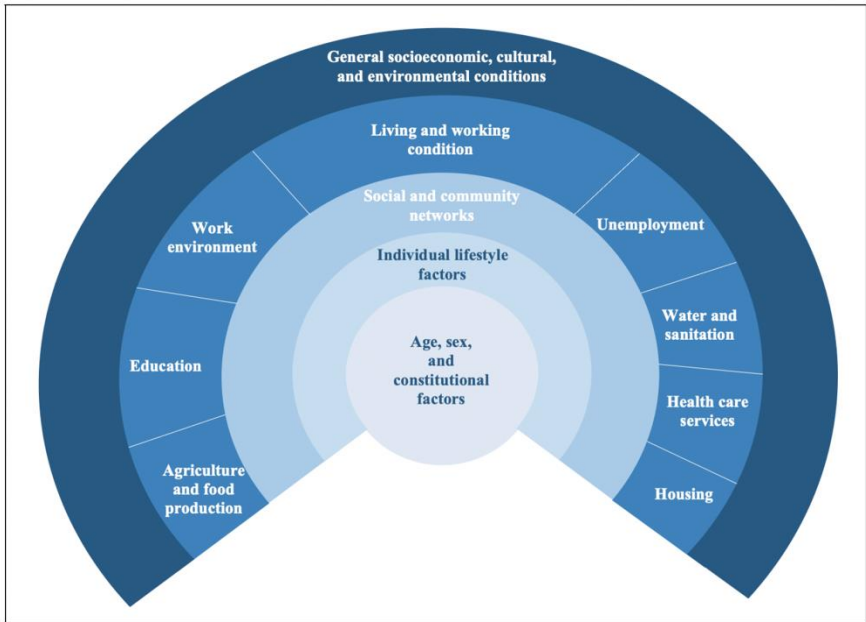 General socioeconomic, cultural,
and environmental conditions
Living and working
condition
Social and community
networks
Work
environment
Unemployment
Individual lifestyle
factors
Water and
sanitation
Age, sex,
and
constitutional
factors
Education
Health care
services
Agriculture
and food
production
Housing